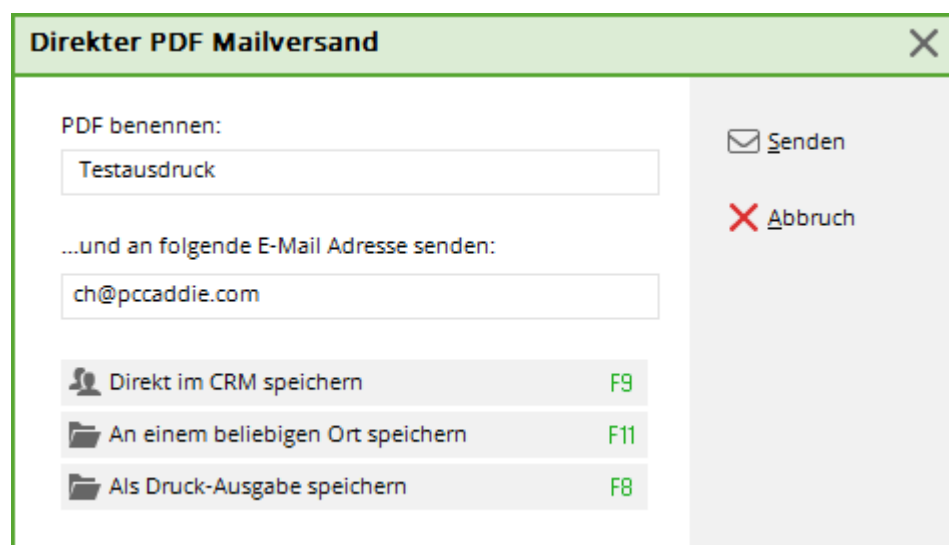 Direkter PDF Mailversand
PDF benennen:
Testausdruck
...und an folgende E-Mail Adresse senden:
ch@pccaddie.com
Direkt im CRM speichern F9
An einem beliebigen Ort speichern F11
Als Druck-Ausgabe speichern F8
Senden
Abbruch